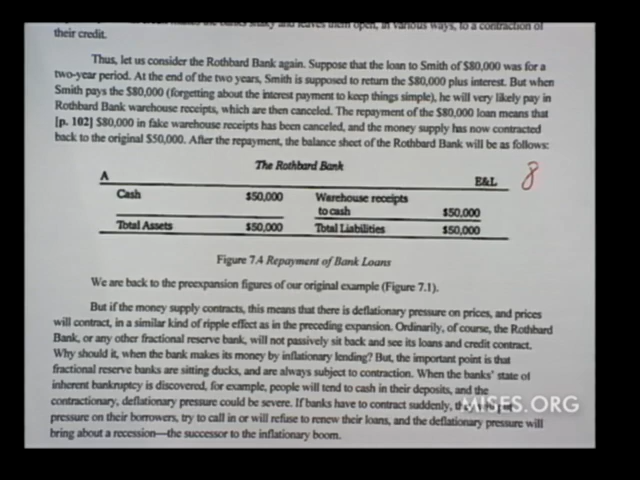 their credit.
Thus, let us consider the Rothbard Bank again. Suppose that the loan to Smith of $80,000 was for a
two-year period. At the end of the two years, Smith is supposed to return the $80,000 plus interest. But when
Smith pays the $80,000 (forgetting about the interest payment to keep things simple), he will very likely pay in
Rothbard Bank warehouse receipts, which are then canceled. The repayment of the $80,000 loan means that
[p. 102] $80,000 in fake warehouse receipts has been canceled, and the money supply has now contracted
back to the original $50,000. After the repayment, the balance sheet of the Rothbard Bank will be as follows:
The Rothbard Bank
A E&L 8
Cash $50,000 Warehouse receipts
to cash $50,000
Total Assets $50,000 Total Liabilities $50,000
Figure 7.4 Repayment of Bank Loans
We are back to the preexpansion figures of our original example (Figure 7.1).
But if the money supply contracts, this means that there is deflationary pressure on prices, and prices
will contract, in a similar kind of ripple effect as in the preceding expansion. Ordinarily, of course, the Rothbard
Bank, or any other fractional reserve bank, will not passively sit back and see its loans and credit contract.
Why should it, when the bank makes its money by inflationary lending? But, the important point is that
fractional reserve banks are sitting ducks, and are always subject to contraction. When the banks' state of
inherent bankruptcy is discovered, for example, people will tend to cash in their deposits, and the
contractionary, deflationary pressure could be severe. If banks have to contract suddenly,
MISES.ORG
pressure on their borrowers, try to call in or will refuse to renew their loans, and the deflationary pressure will
bring about a recession—the successor to the inflationary boom.